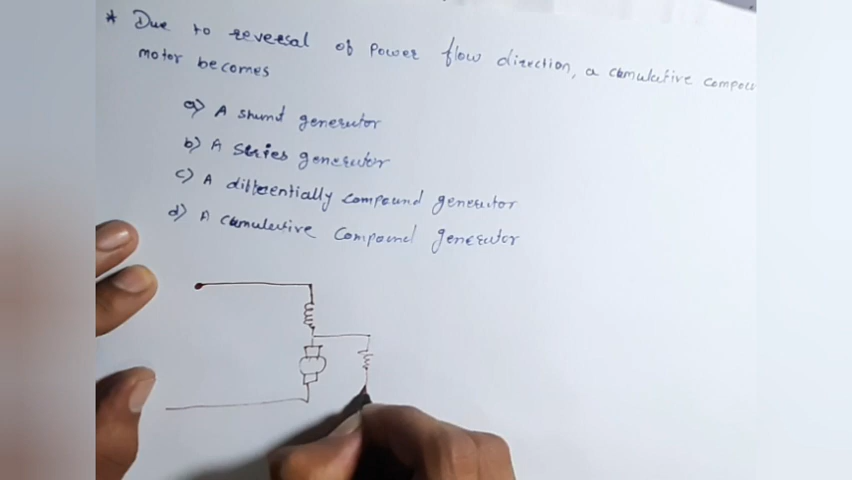 * Due to reversal of Power flow direction, a cumulative compou
motor becomes
a) A shunt generator
b) A series generator
c) A differentially compound generator
d) A cumulative compound generator